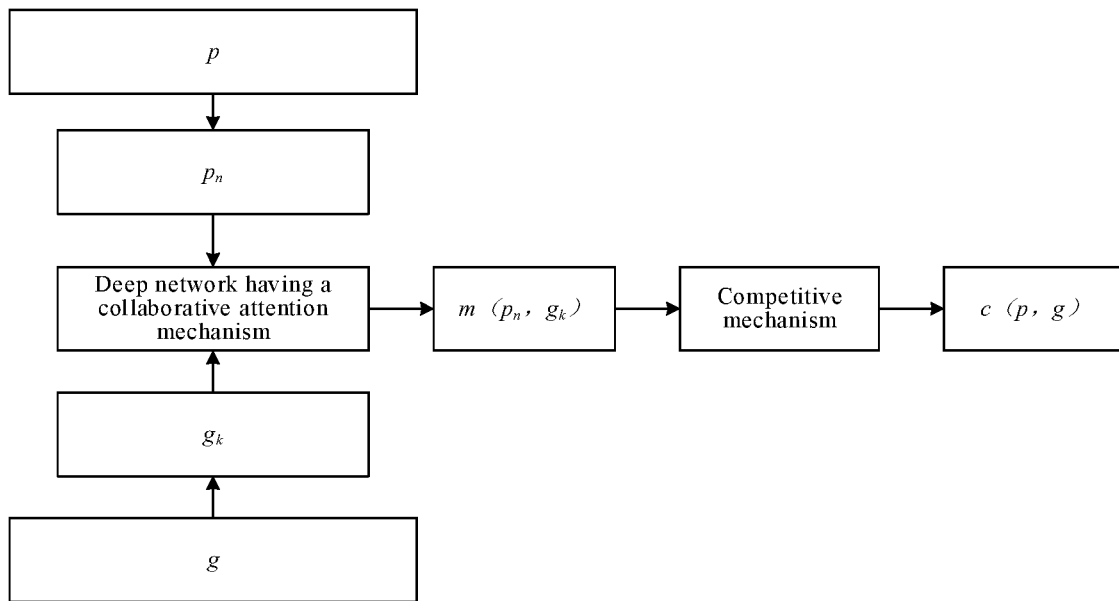 p
pₙ
Deep network having a
collaborative attention
mechanism
m（pₙ，gₖ）
Competitive
mechanism
c（p，g）
gₖ
g